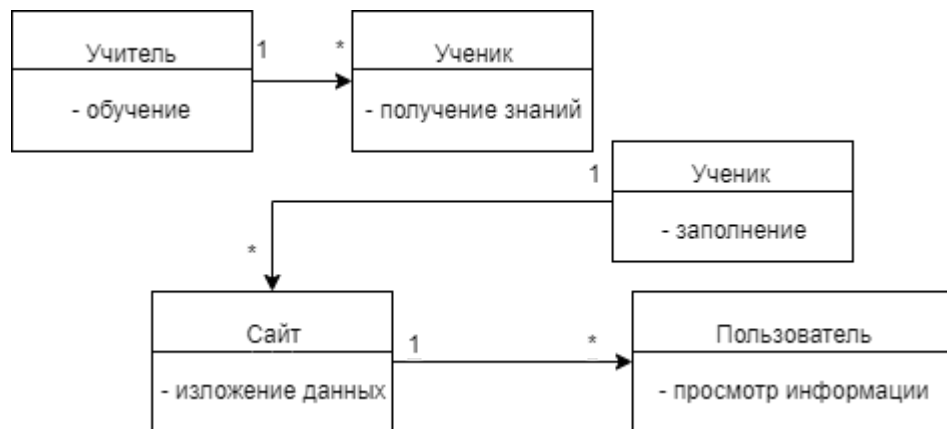 Учитель
- обучение
1
*
Ученик
- получение знаний
Ученик
- заполнение
1
*
Сайт
- изложение данных
1
*
Пользователь
- просмотр информации